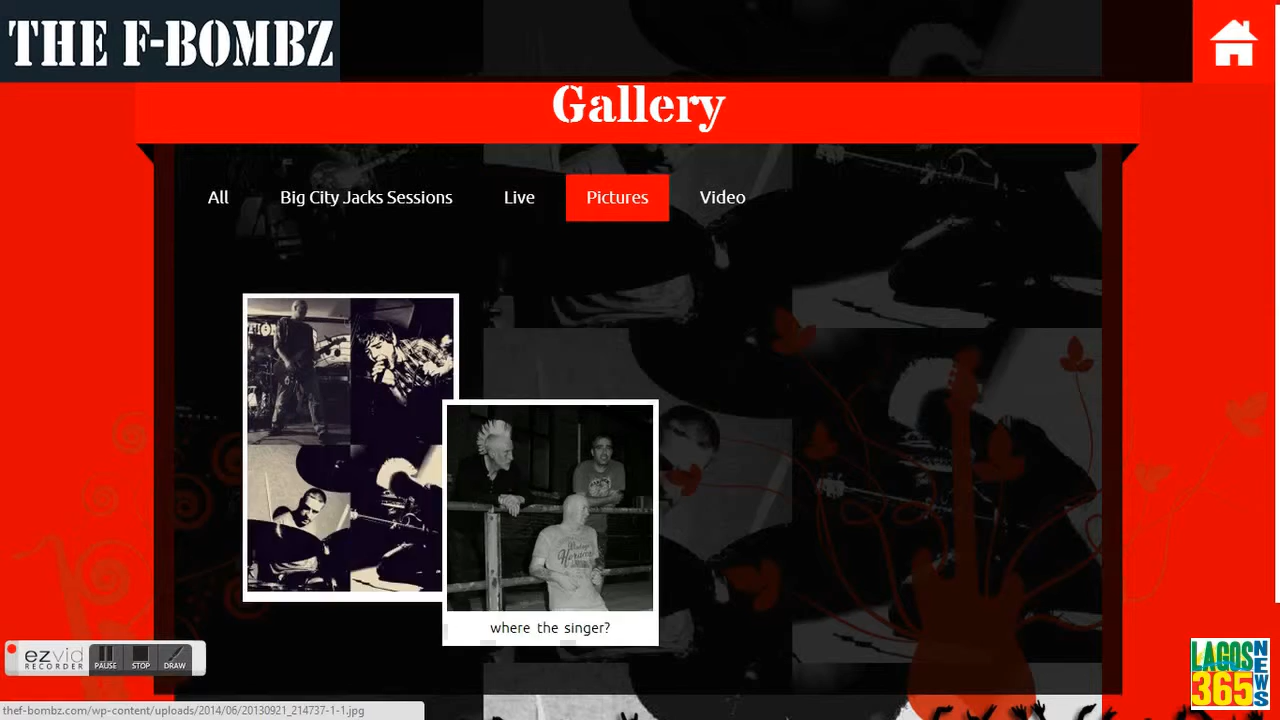 THE F-BOMBZ
Gallery
All Big City Jacks Sessions Live Pictures Video
where the singer?
ezvid
RECORDER
PAUSE STOP DRAW
LAGOS
365
NEWS
thef-bombz.com/wp-content/uploads/2014/06/20130921_214737-1-1.jpg